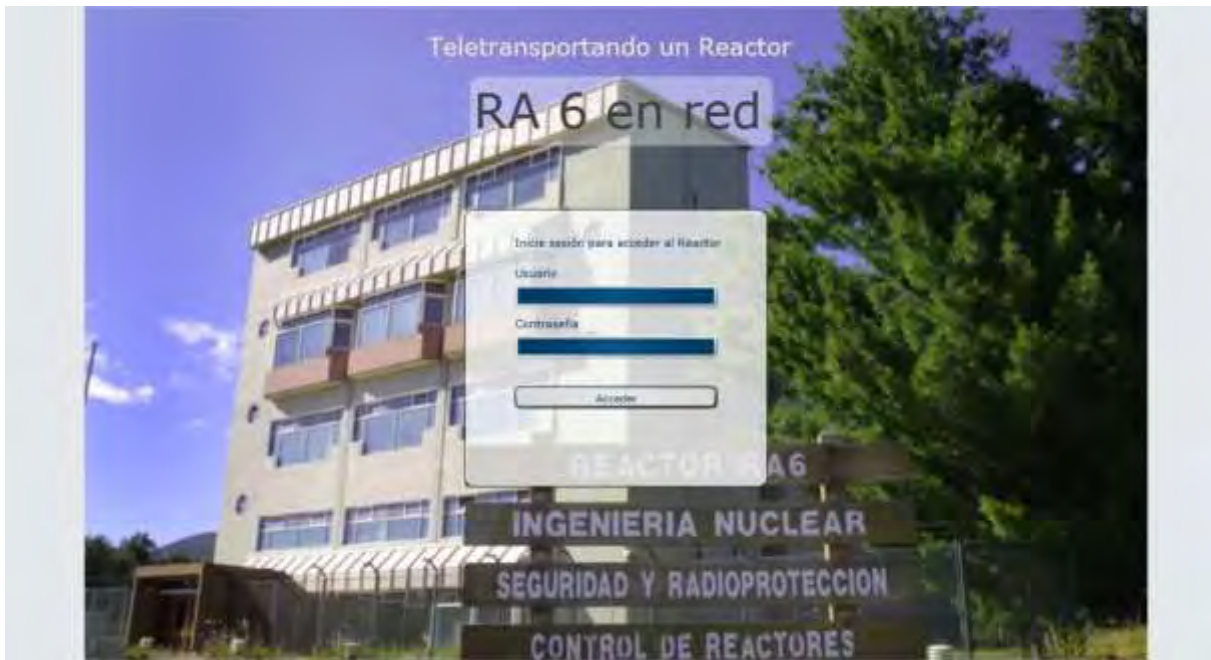 Teletransportando un Reactor
RA 6 en red
Inicie sesión para acceder al Reactor
Usuario
Contraseña
Acceder
REACTOR RA6
INGENIERIA NUCLEAR
SEGURIDAD Y RADIOPROTECCION
CONTROL DE REACTORES